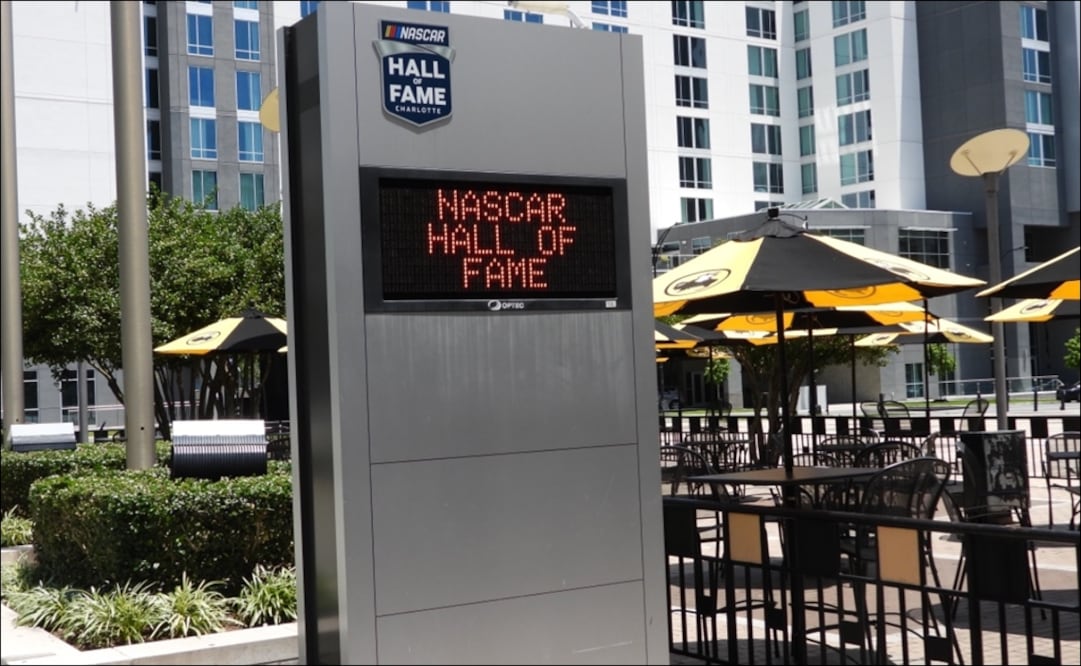 NASCAR
HALL
OF
FAME
CHARLOTTE
NASCAR
HALL OF
FAME
OPTEC